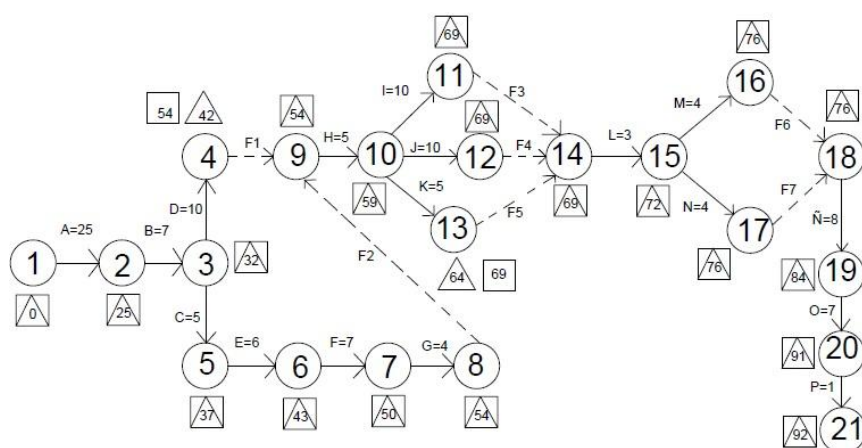 69
11
76
16
I=10
F3
M=4
F6
54
42
54
69
76
4
F1
9
H=5
10
J=10
12
F4
14
L=3
15
18
K=5
F5
59
69
72
N=4
F7
D=10
13
17
Ñ=8
A=25
B=7
F2
1
2
3
32
64
69
76
84
19
0
25
C=5
O=7
E=6
F=7
G=4
5
6
7
8
91
20
P=1
37
43
50
54
92
21